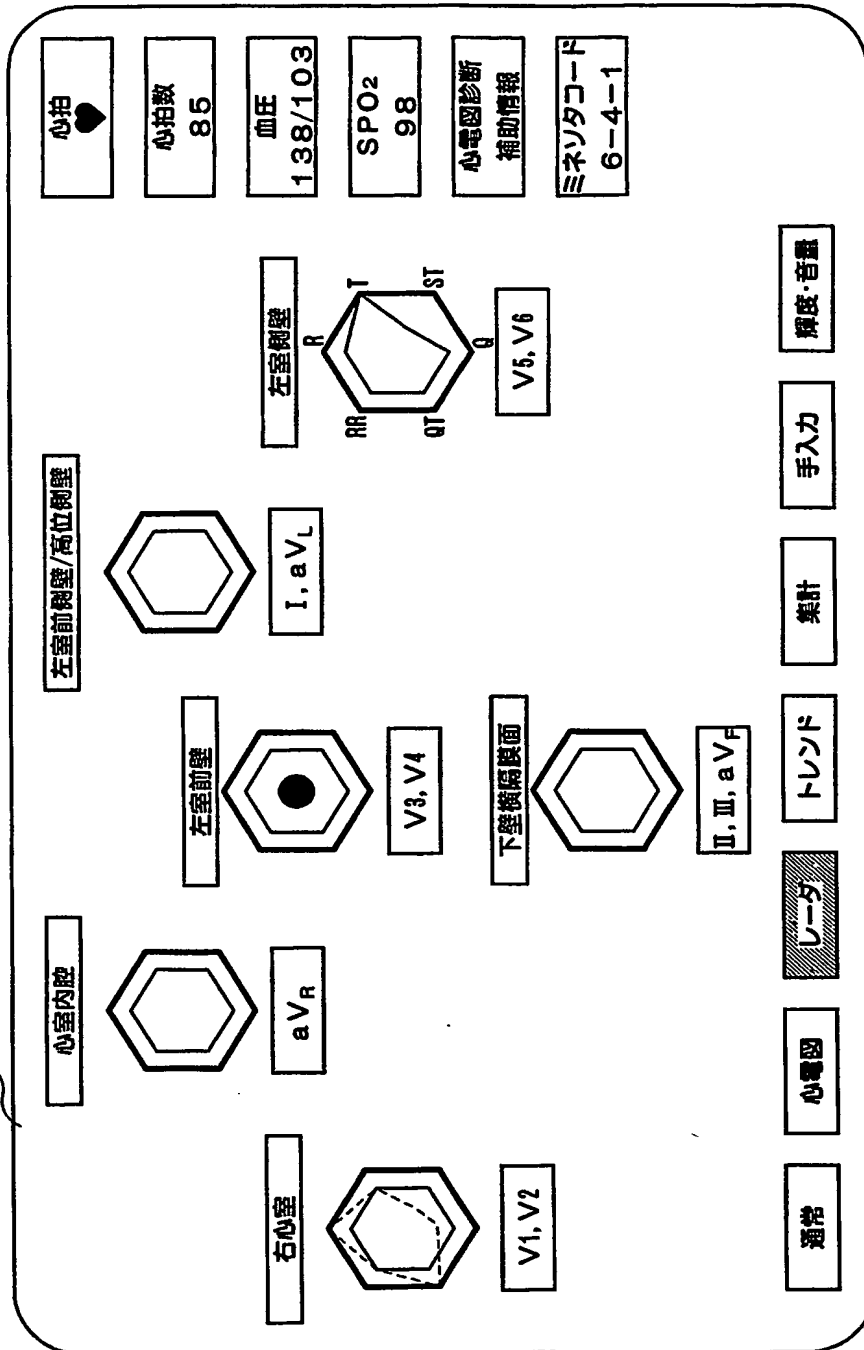 心室内腔
aVR
右心室
V1, V2
左室前壁
V3, V4
下壁横隔膜面
Ⅱ, Ⅲ, aVF
左室前側壁/高位側壁
I, aVL
左室側壁
R
T
ST
Q
QT
RR
V5, V6
心拍
♥
心拍数
85
血圧
138/103
SPO2
98
心電図診断
補助情報
ミネソタコード
6-4-1
通常
心電図
レーダ
トレンド
集計
手入力
輝度・音量